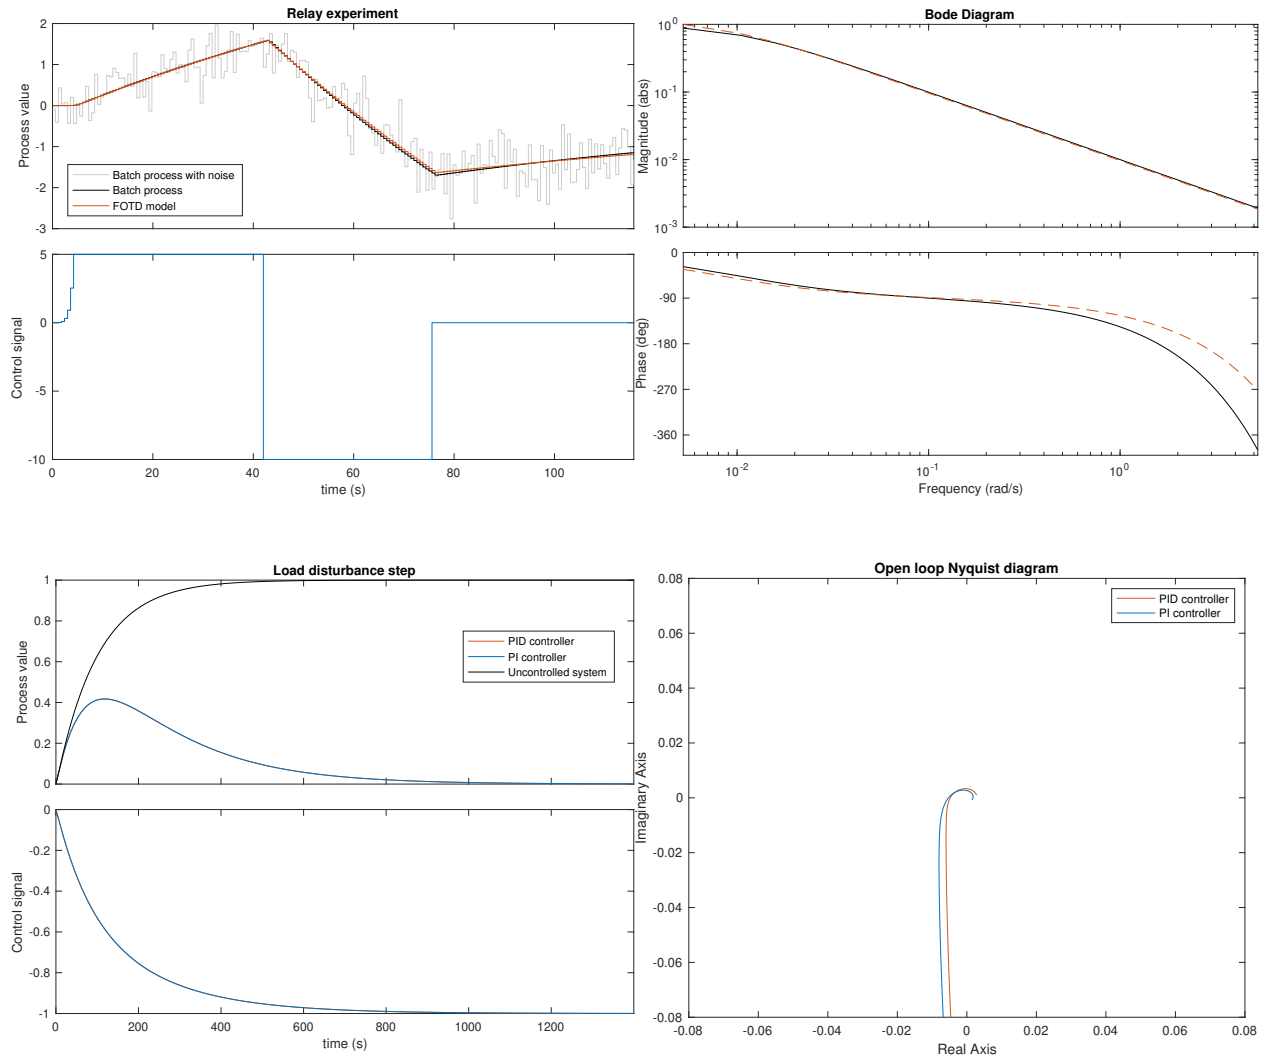 Relay experiment
Process value
2
1
0
-1
-2
-3
Batch process with noise
Batch process
FOTD model
Control signal
5
0
-5
-10
0
20
40
60
80
100
time (s)
Bode Diagram
Magnitude (abs)
10^0
10^-1
10^-2
10^-3
Phase (deg)
0
-90
-180
-270
-360
10^-2
10^-1
10^0
Frequency (rad/s)
Load disturbance step
Process value
1
0.8
0.6
0.4
0.2
0
PID controller
PI controller
Uncontrolled system
Control signal
0
-0.2
-0.4
-0.6
-0.8
-1
0
200
400
600
800
1000
1200
time (s)
Open loop Nyquist diagram
Imaginary Axis
0.08
0.06
0.04
0.02
0
-0.02
-0.04
-0.06
-0.08
PID controller
PI controller
-0.08
-0.06
-0.04
-0.02
0
0.02
0.04
0.06
0.08
Real Axis